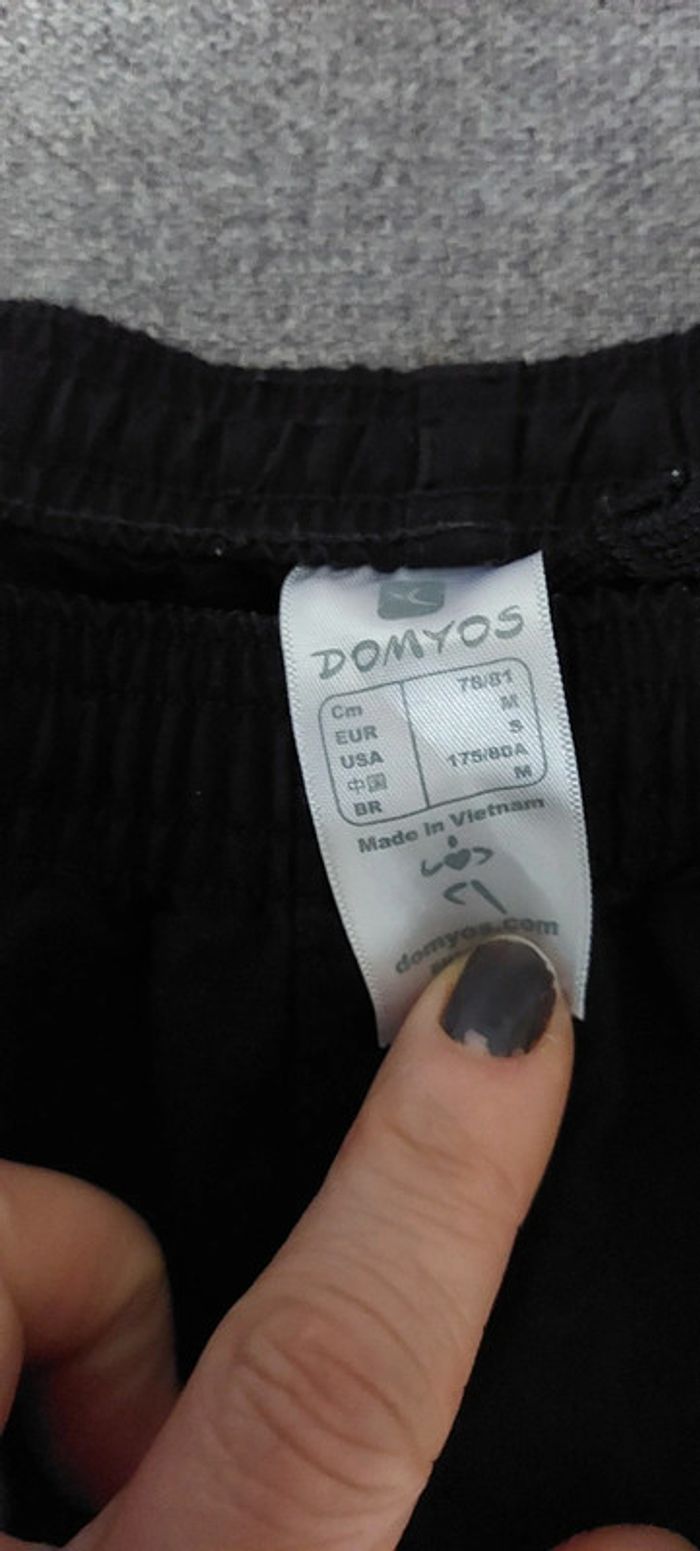 DOMYOS
Cm 78/81
EUR M
USA S
中国 175/80A
BR M
Made in Vietnam
domyos.com